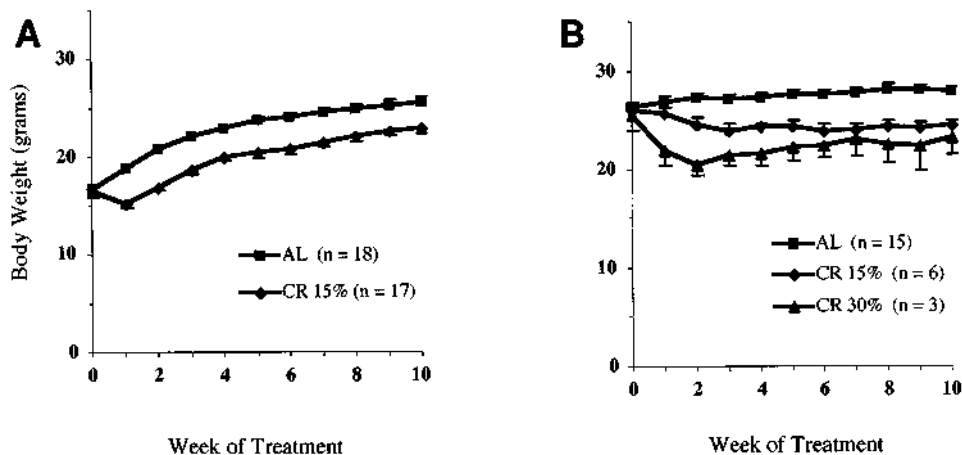 A
30
20
10
0
Body Weight (grams)
AL (n = 18)
CR 15% (n = 17)
0 2 4 6 8 10
Week of Treatment
B
30
20
10
0
AL (n = 15)
CR 15% (n = 6)
CR 30% (n = 3)
0 2 4 6 8 10
Week of Treatment